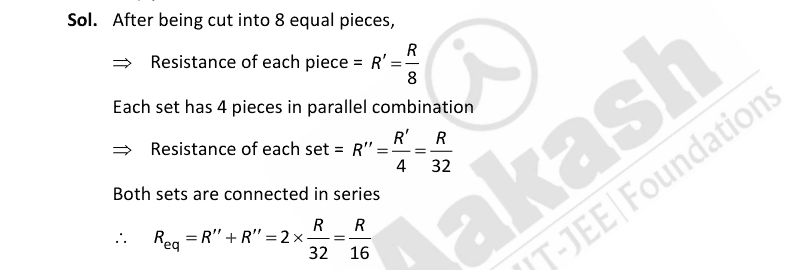 Sol. After being cut into 8 equal pieces,
⇒ Resistance of each piece = R′ = R/8
Each set has 4 pieces in parallel combination
⇒ Resistance of each set = R′′ = R′/4 = R/32
Both sets are connected in series
∴ Req = R′′ + R′′ = 2 × R/32 = R/16
Aakash
IIT-JEE|Foundations